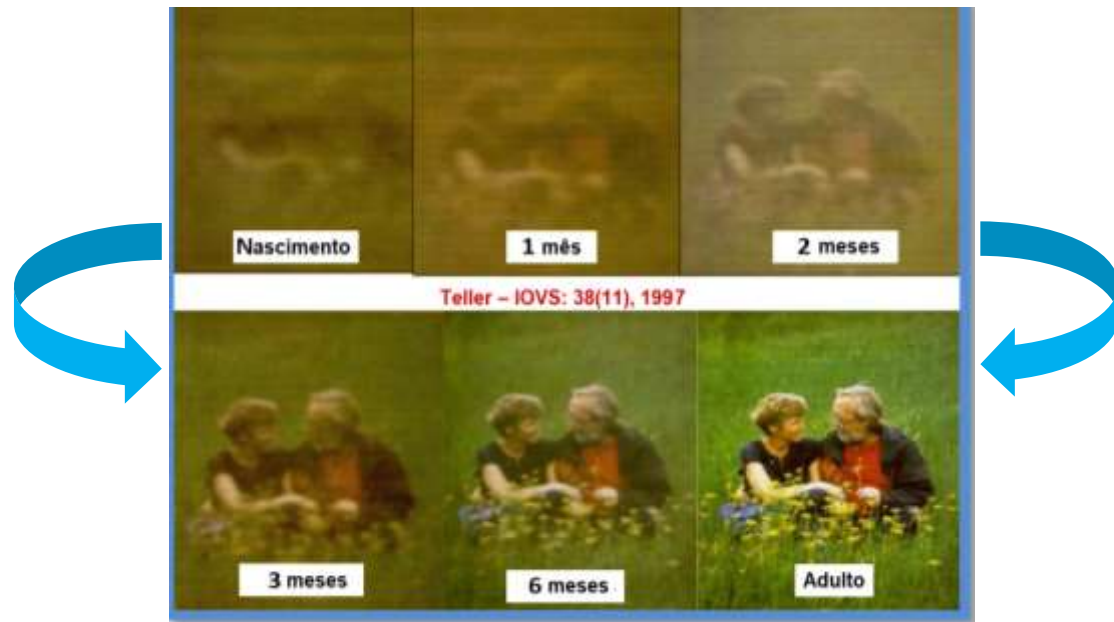 Nascimento
1 mês
2 meses
Teller – IOVS: 38(11), 1997
3 meses
6 meses
Adulto